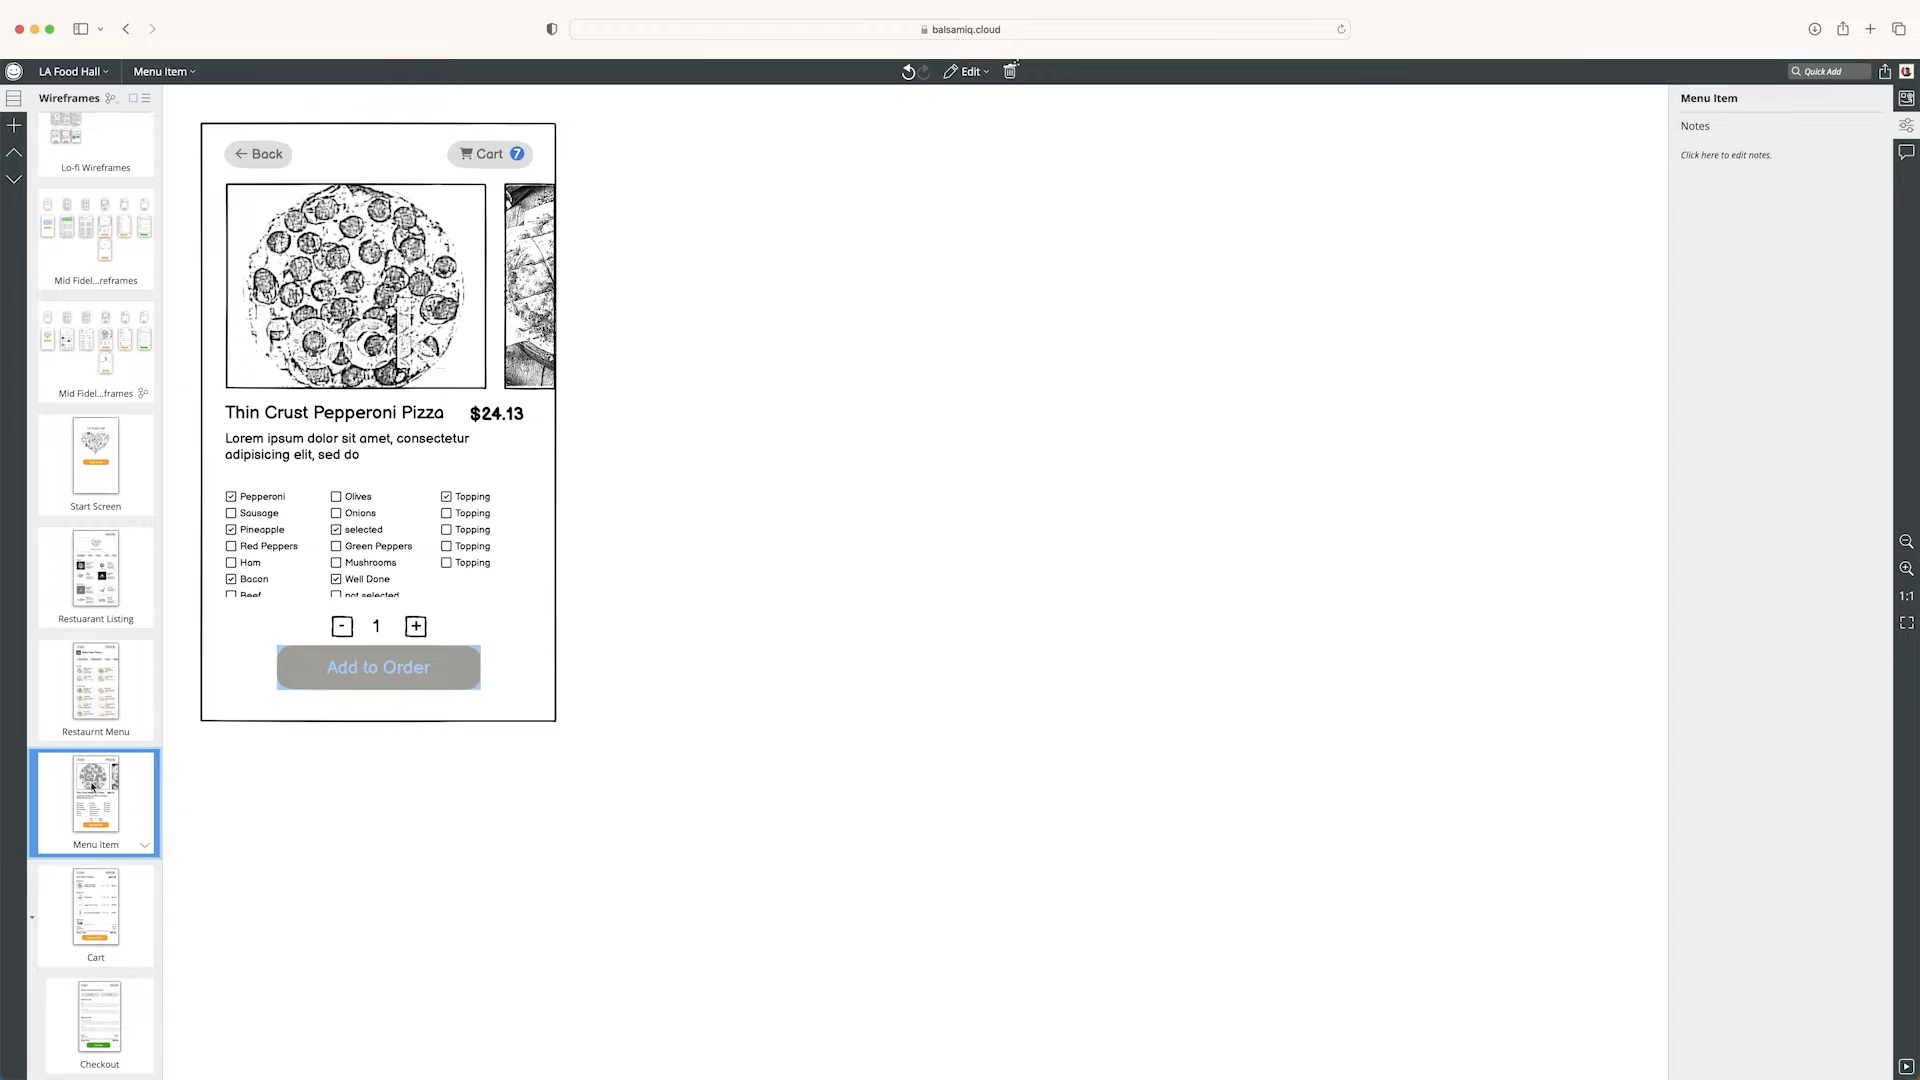 balsamiq.cloud
LA Food Hall
Menu Item
Edit
Quick Add
Wireframes
Lo-fi Wireframes
Mid Fidel...reframes
Mid Fidel...frames
Start Screen
Restuarant Listing
Restaurnt Menu
Menu Item
Cart
Checkout
Back
Cart 7
Thin Crust Pepperoni Pizza $24.13
Lorem ipsum dolor sit amet, consectetur
adipisicing elit, sed do
Pepperoni Olives Topping
Sausage Onions Topping
Pineapple selected Topping
Red Peppers Green Peppers Topping
Ham Mushrooms Topping
Bacon Well Done
Beef not selected
- 1 +
Add to Order
Menu Item
Notes
Click here to edit notes.
1:1